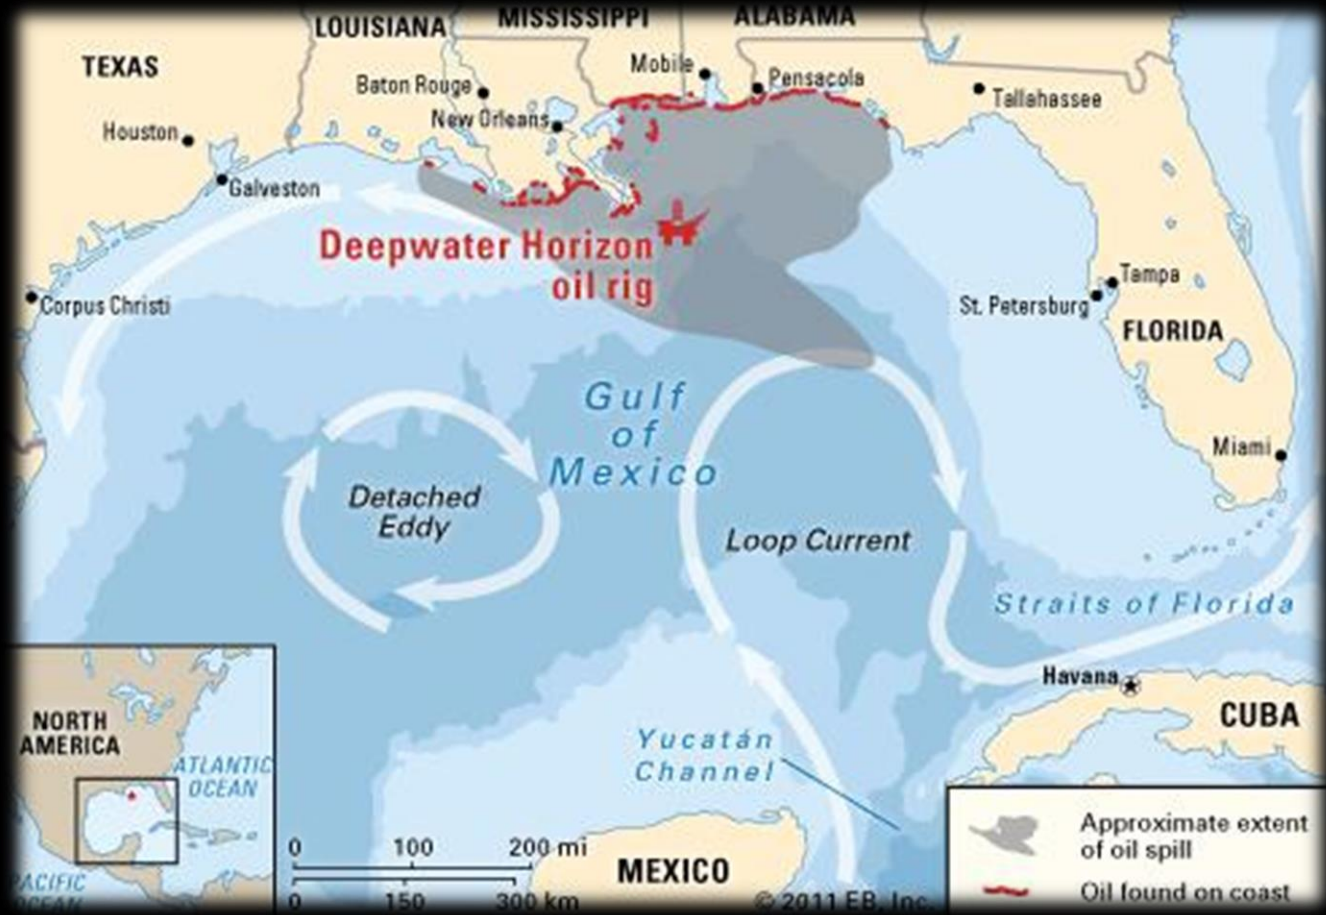 LOUISIANA
MISSISSIPPI
ALABAMA
TEXAS
Mobile
Pensacola
Baton Rouge
Tallahassee
New Orleans
Houston
Galveston
Deepwater Horizon
oil rig
Tampa
Corpus Christi
St. Petersburg
FLORIDA
Gulf
of
Mexico
Miami
Detached
Eddy
Loop Current
Straits of Florida
Havana
CUBA
NORTH
AMERICA
ATLANTIC
OCEAN
PACIFIC
OCEAN
Yucatán
Channel
0 100 200 mi
0 150 300 km
MEXICO
© 2011 EB, Inc.
Approximate extent
of oil spill
Oil found on coast